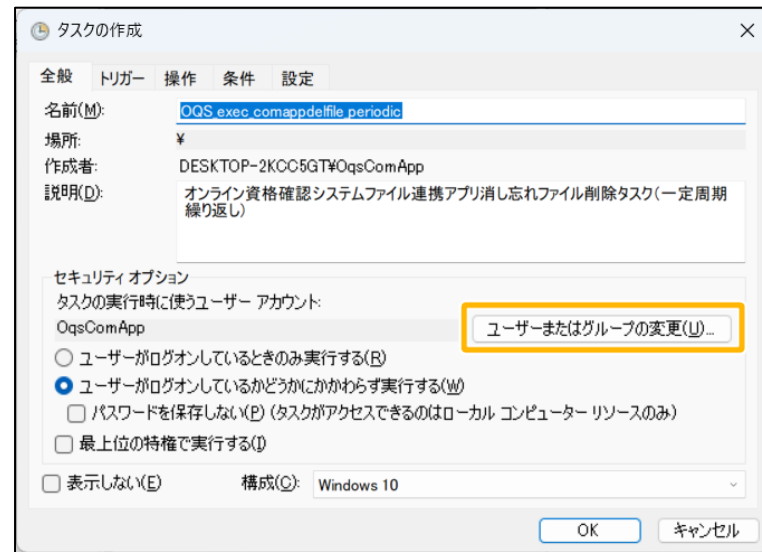 タスクの作成
全般 トリガー 操作 条件 設定
名前(M): OQS exec comappdelfile periodic
場所: ¥
作成者: DESKTOP-2KCC5GT¥OqsComApp
説明(D): オンライン資格確認システムファイル連携アプリ消し忘れファイル削除タスク(一定周期
繰り返し)
セキュリティ オプション
タスクの実行時に使うユーザー アカウント:
OqsComApp ユーザーまたはグループの変更(U)...
ユーザーがログオンしているときのみ実行する(R)
ユーザーがログオンしているかどうかにかかわらず実行する(W)
パスワードを保存しない(P) (タスクがアクセスできるのはローカル コンピューター リソースのみ)
最上位の特権で実行する(I)
表示しない(E) 構成(C): Windows 10
OK キャンセル